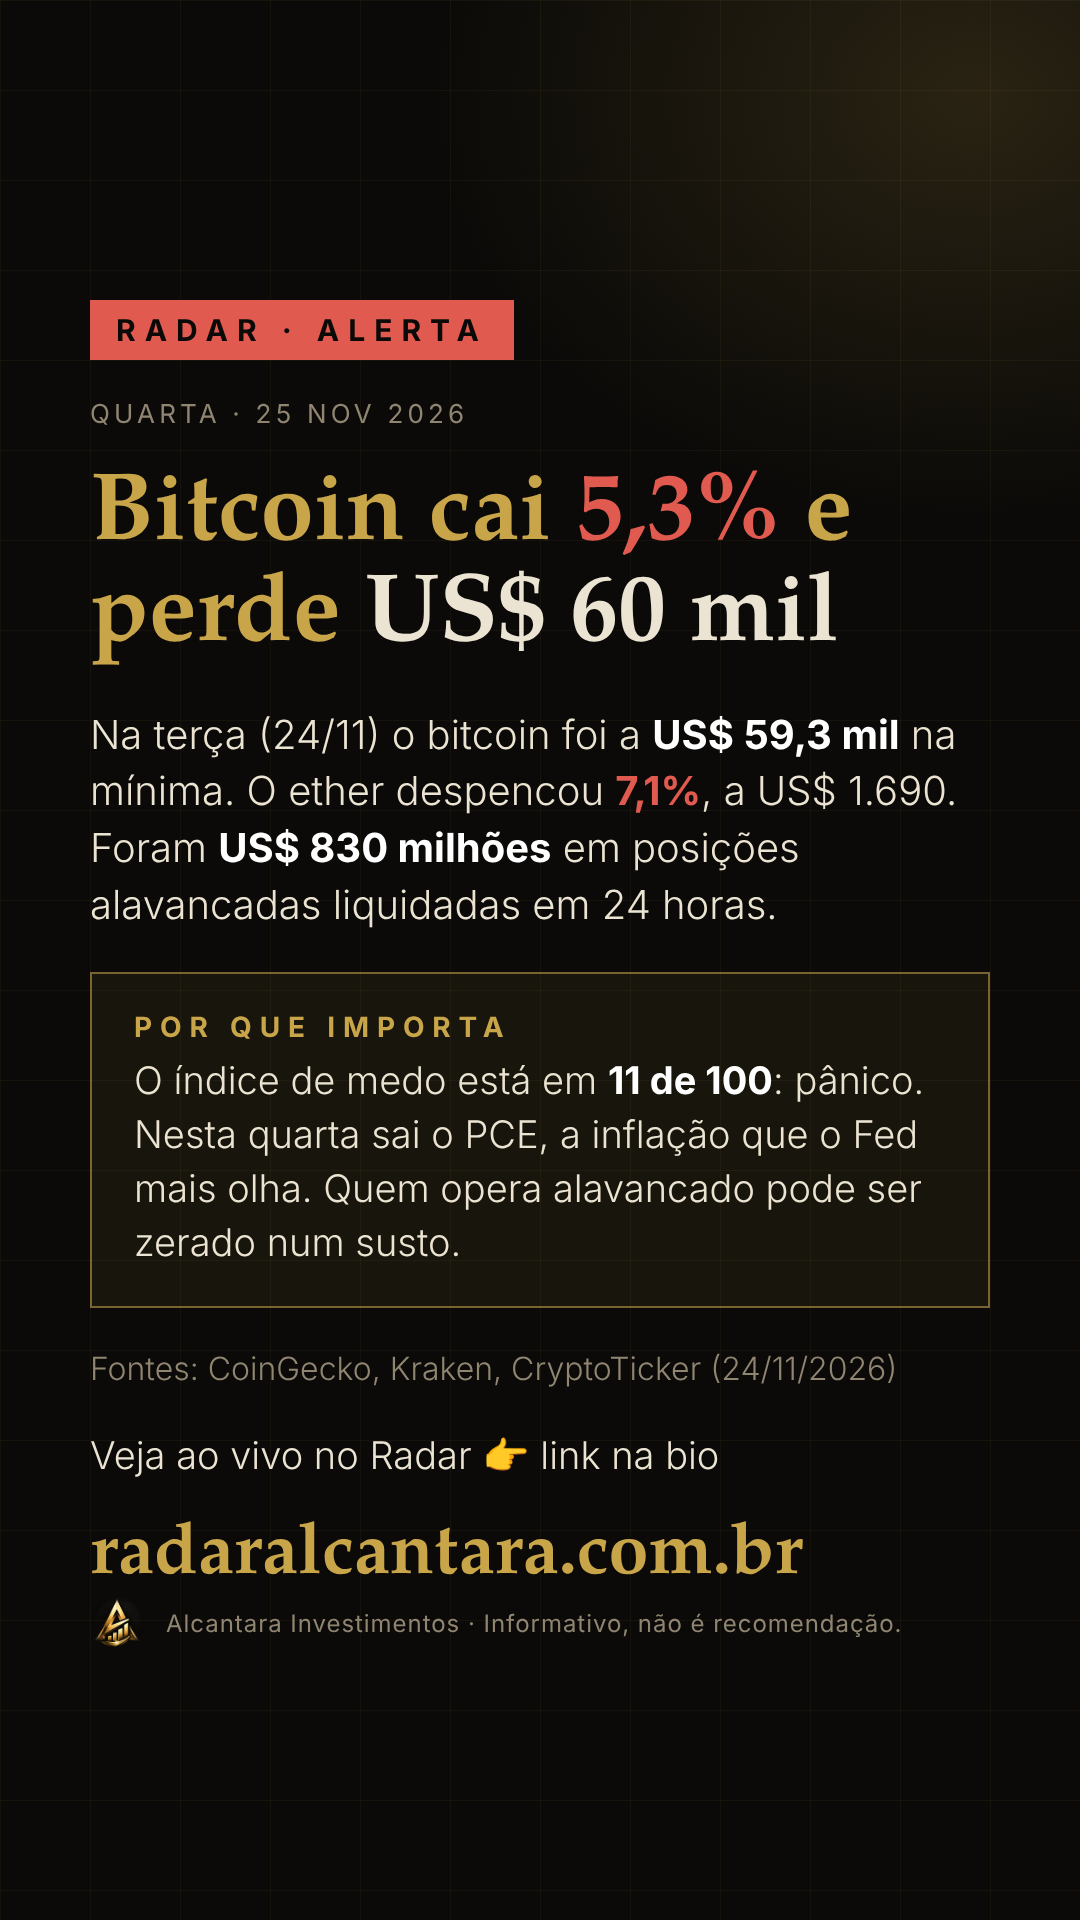 RADAR · ALERTA
QUARTA · 25 NOV 2026
Bitcoin cai 5,3% e
perde US$ 60 mil
Na terça (24/11) o bitcoin foi a US$ 59,3 mil na
mínima. O ether despencou 7,1%, a US$ 1.690.
Foram US$ 830 milhões em posições
alavancadas liquidadas em 24 horas.
POR QUE IMPORTA
O índice de medo está em 11 de 100: pânico.
Nesta quarta sai o PCE, a inflação que o Fed
mais olha. Quem opera alavancado pode ser
zerado num susto.
Fontes: CoinGecko, Kraken, CryptoTicker (24/11/2026)
Veja ao vivo no Radar 👉 link na bio
radaralcantara.com.br
Alcantara Investimentos · Informativo, não é recomendação.